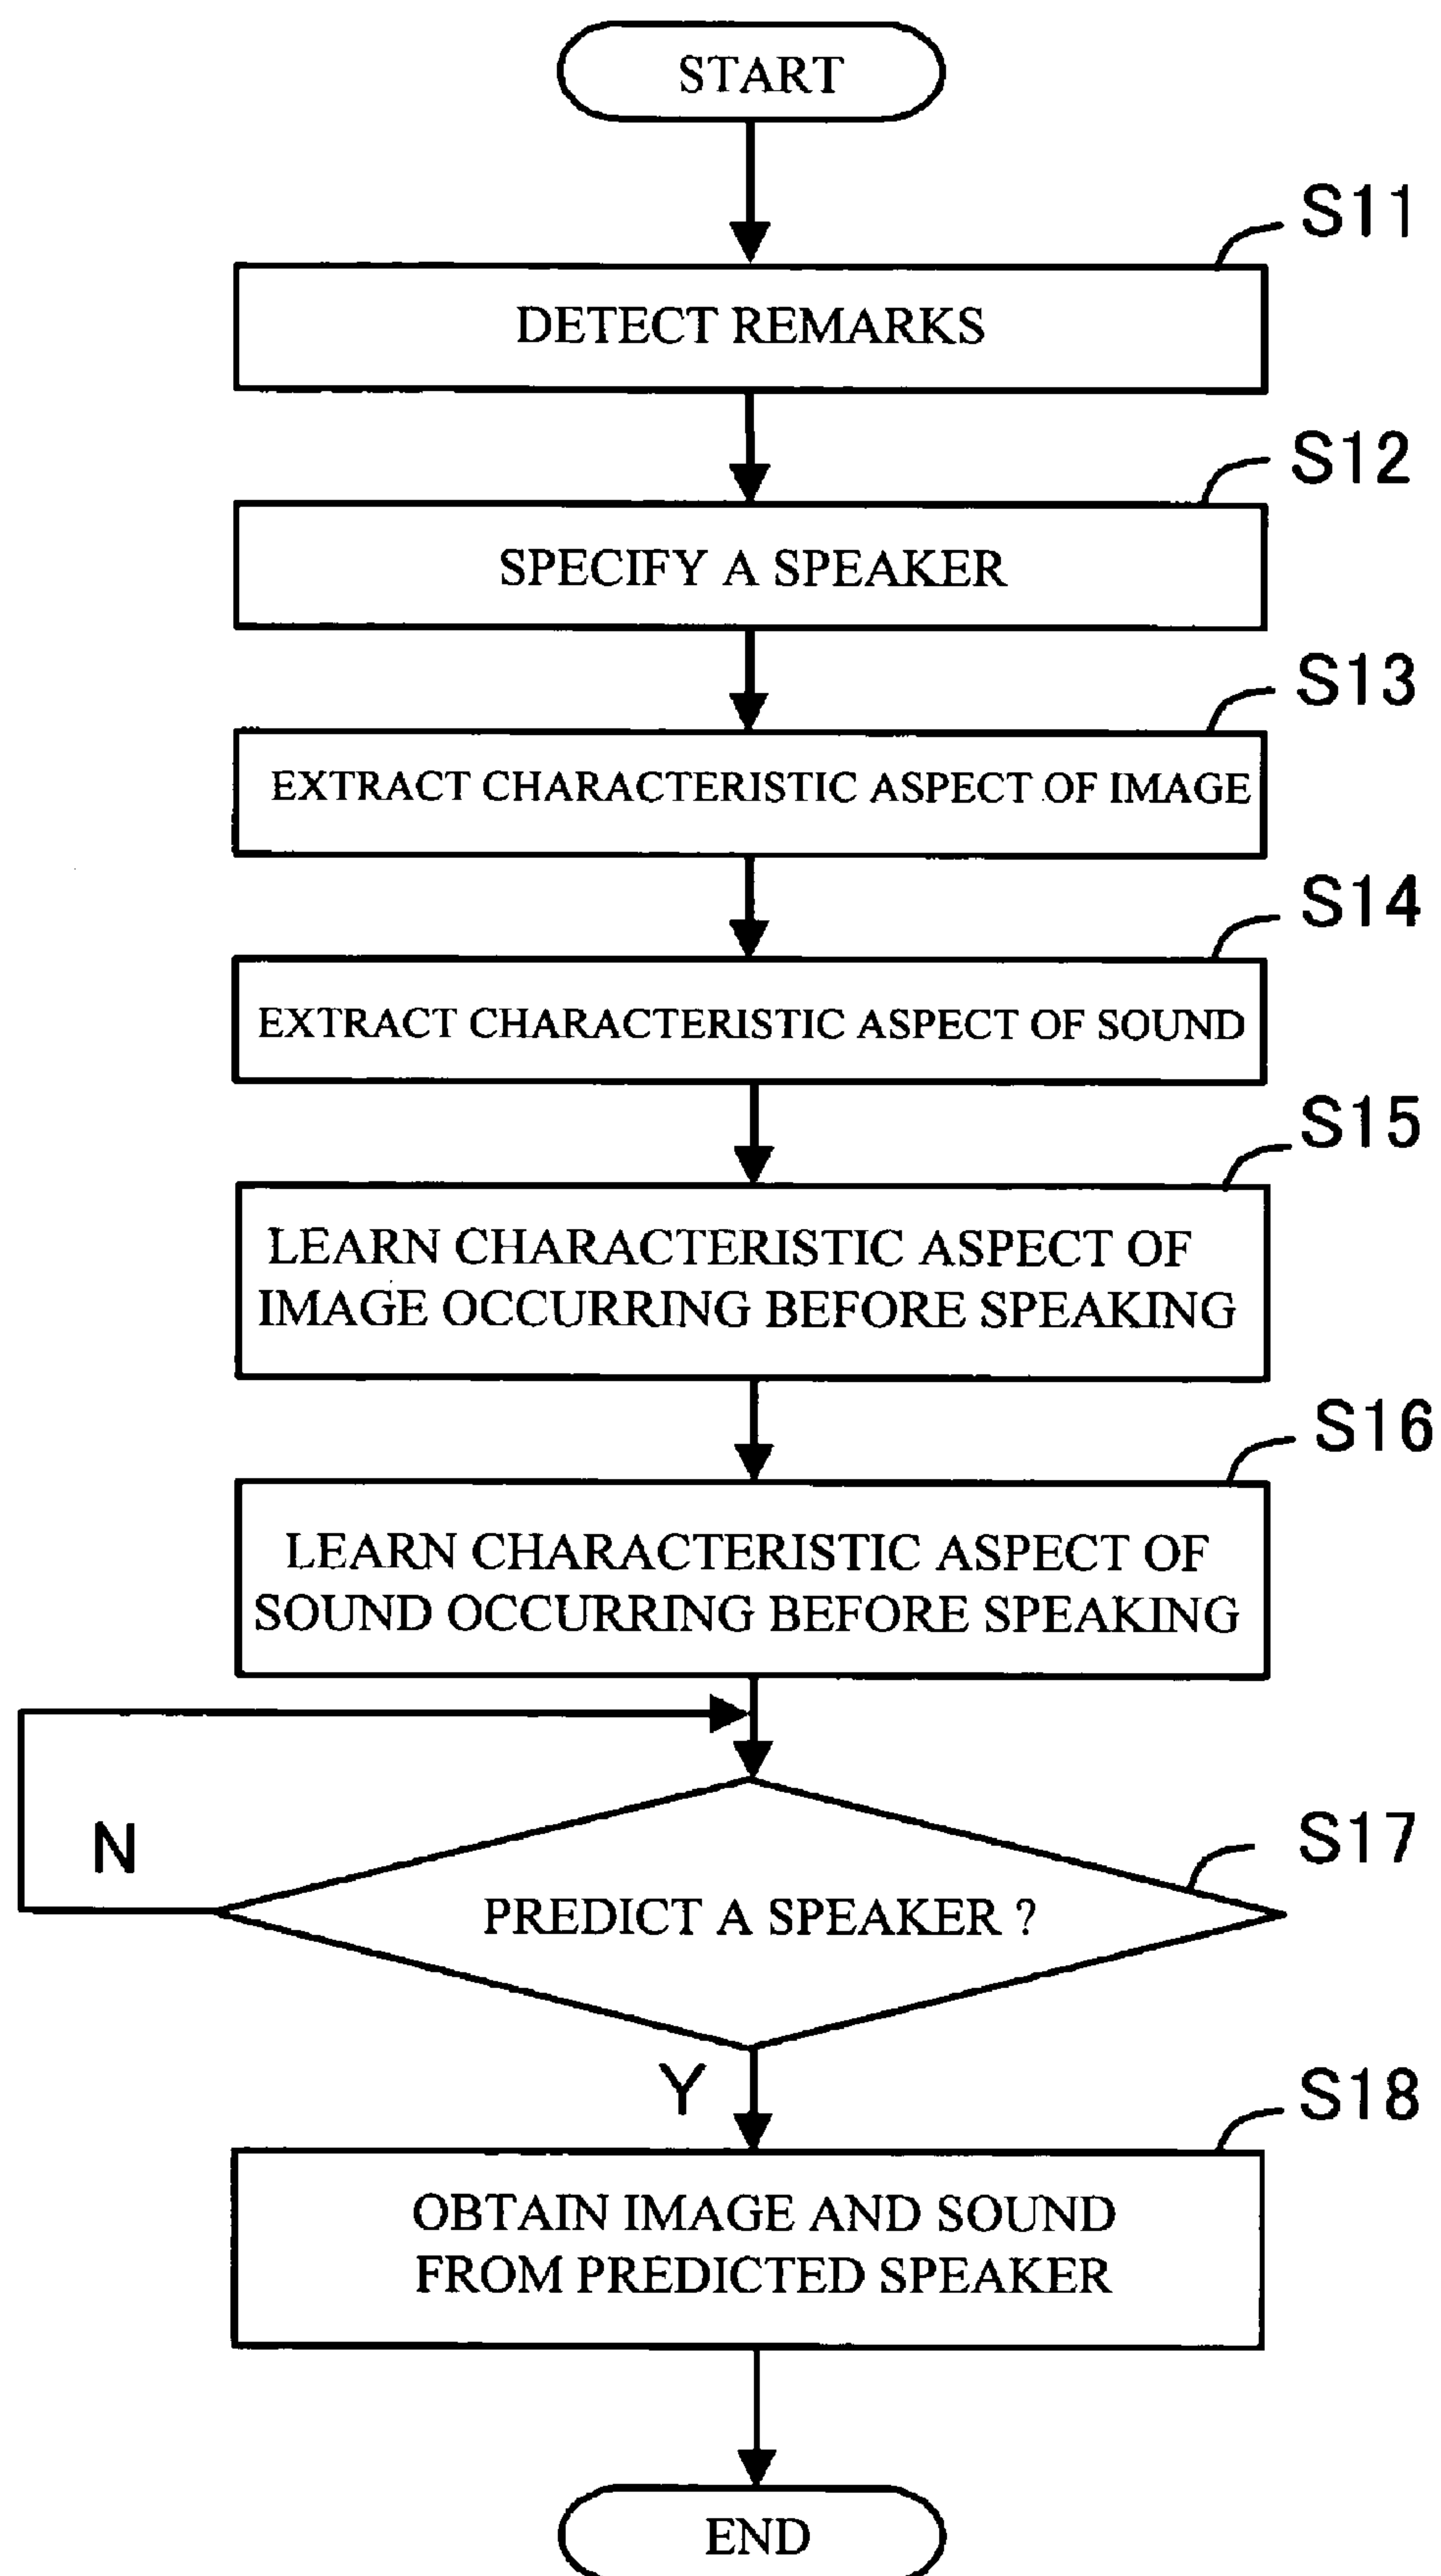 START
S11
DETECT REMARKS
S12
SPECIFY A SPEAKER
S13
EXTRACT CHARACTERISTIC ASPECT OF IMAGE
S14
EXTRACT CHARACTERISTIC ASPECT OF SOUND
S15
LEARN CHARACTERISTIC ASPECT OF
IMAGE OCCURRING BEFORE SPEAKING
S16
LEARN CHARACTERISTIC ASPECT OF
SOUND OCCURRING BEFORE SPEAKING
N
S17
PREDICT A SPEAKER ?
Y
S18
OBTAIN IMAGE AND SOUND
FROM PREDICTED SPEAKER
END